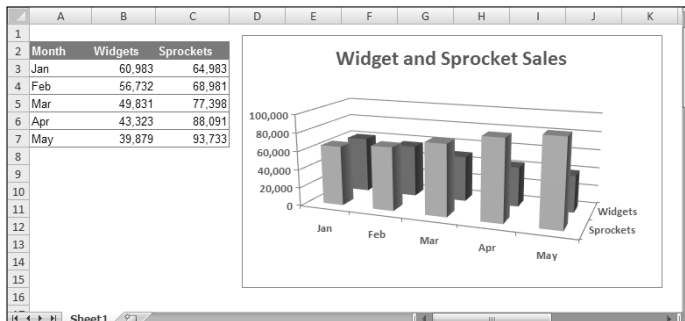 A B C D E F G H I J K
1
2 Month Widgets Sprockets
3 Jan 60,983 64,983
4 Feb 56,732 68,981
5 Mar 49,831 77,398
6 Apr 43,323 88,091
7 May 39,879 93,733
8
9
10
11
12
13
14
15
16
Widget and Sprocket Sales
100,000
80,000
60,000
40,000
20,000
0
Jan Feb Mar Apr May
Widgets
Sprockets
Sheet1